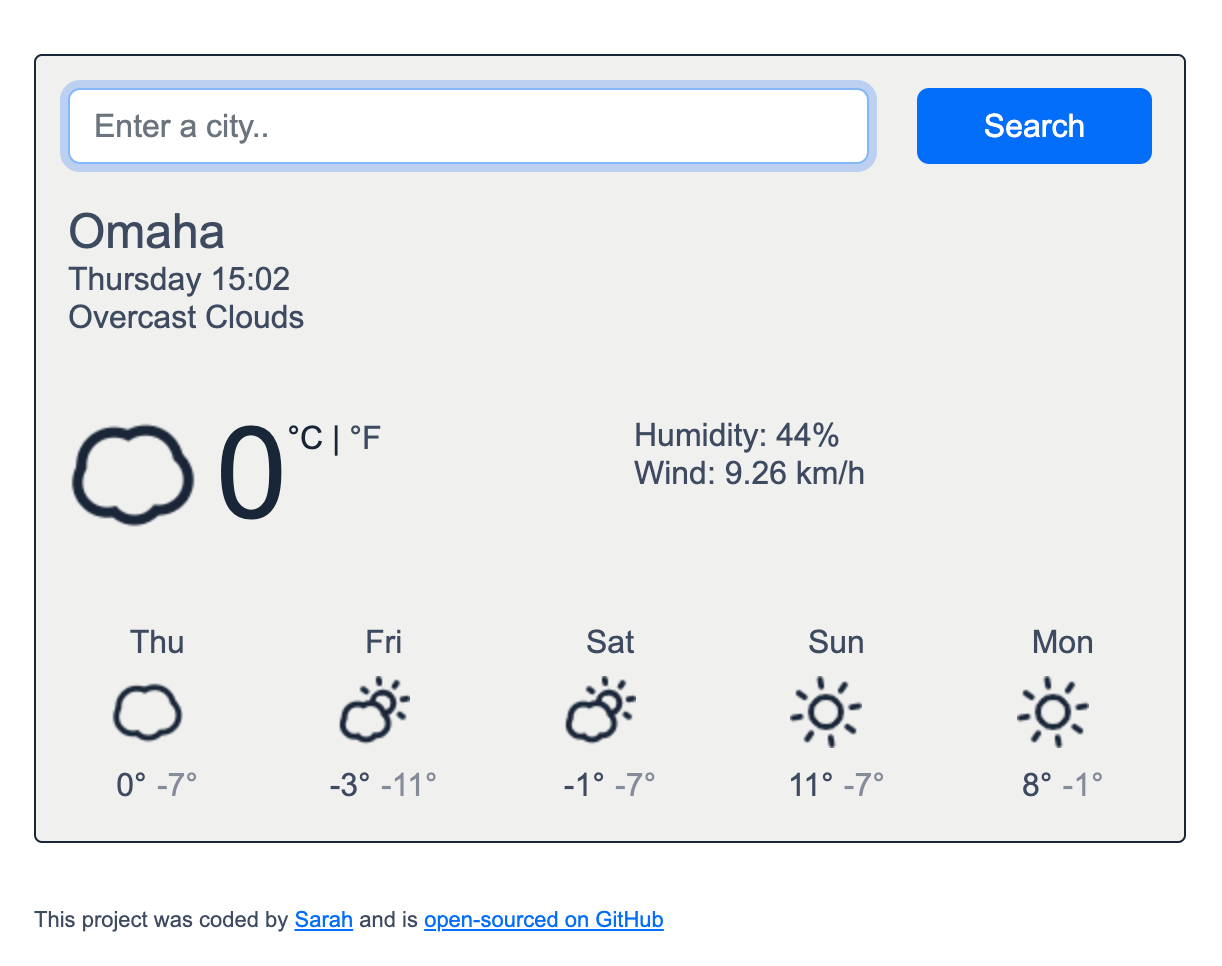 Enter a city..
Search
Omaha
Thursday 15:02
Overcast Clouds
0°C | °F
Humidity: 44%
Wind: 9.26 km/h
Thu Fri Sat Sun Mon
0° -7° -3° -11° -1° -7° 11° -7° 8° -1°
This project was coded by Sarah and is open-sourced on GitHub